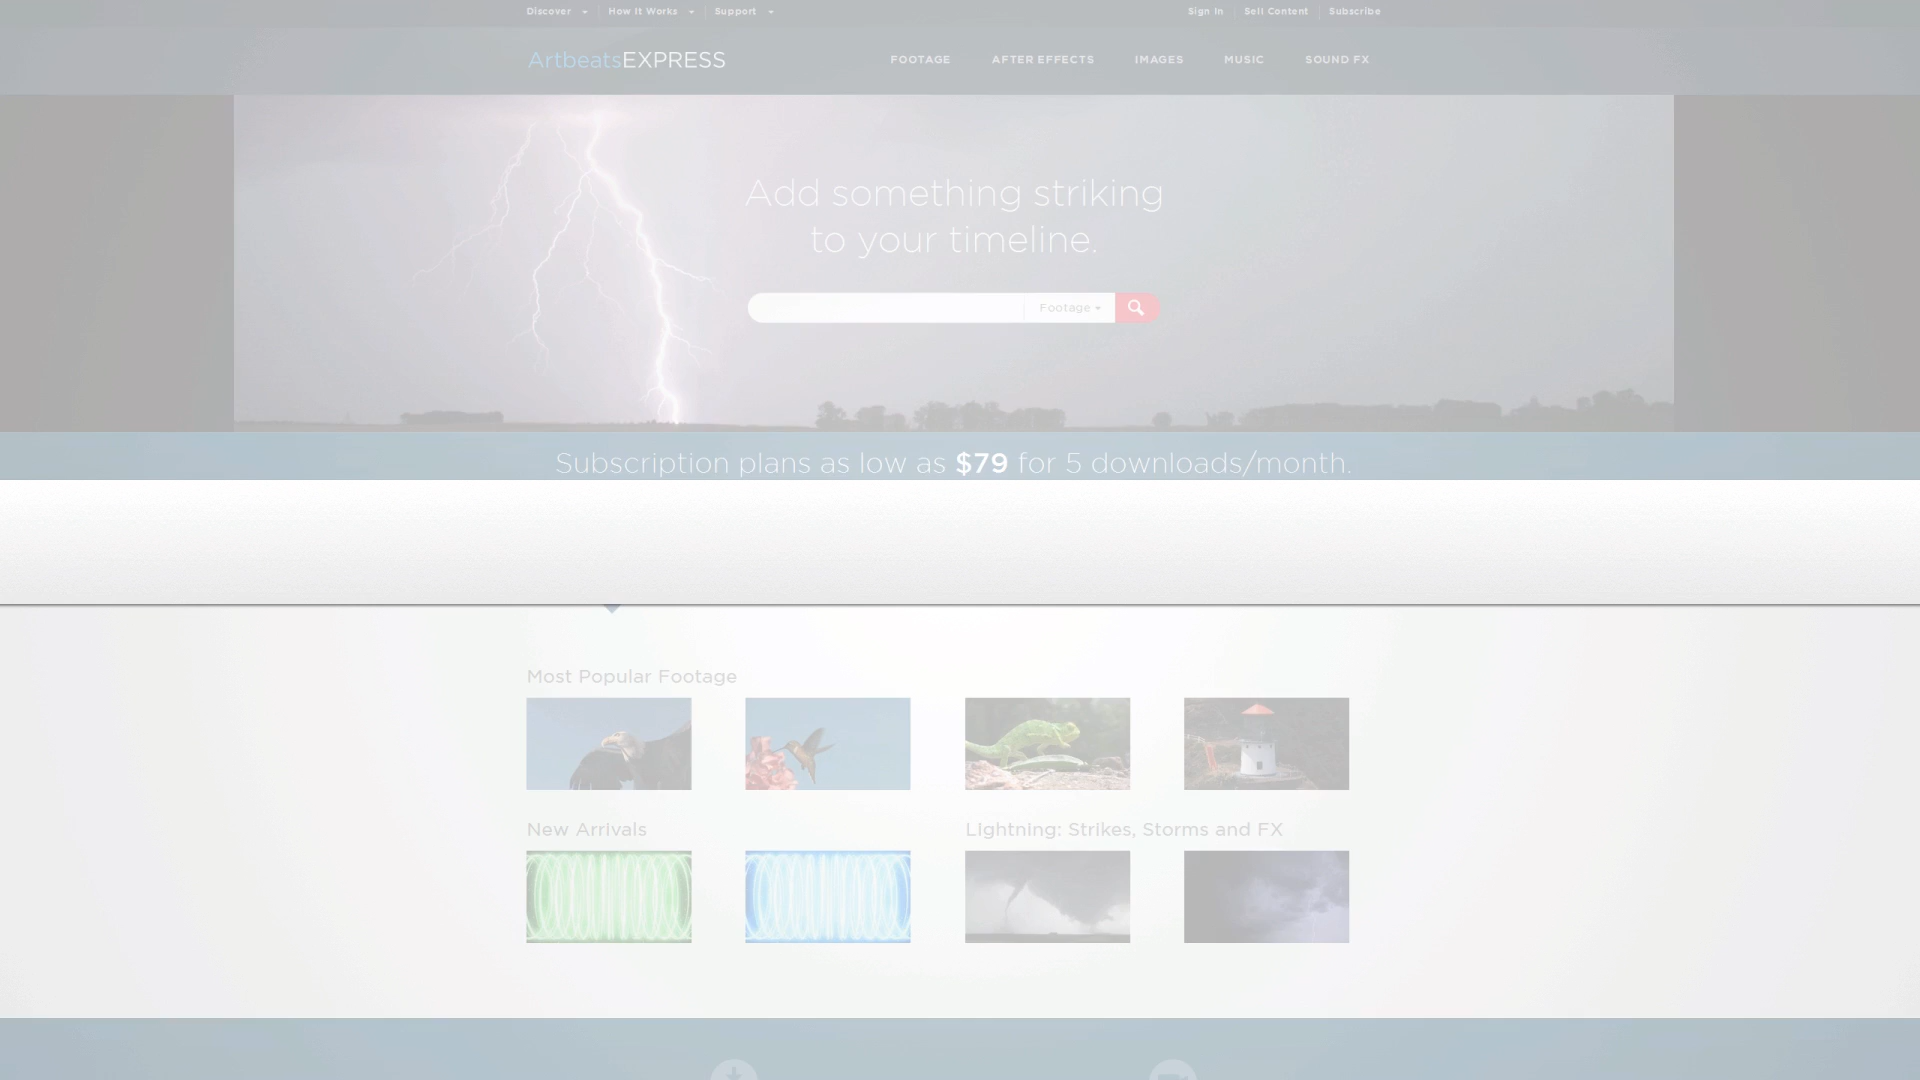 Discover
How It Works
Support
Sign In
Sell Content
Subscribe
ArtbeatsEXPRESS
FOOTAGE
AFTER EFFECTS
IMAGES
MUSIC
SOUND FX
Add something striking
to your timeline.
Footage
Subscription plans as low as $79 for 5 downloads/month.
Most Popular Footage
New Arrivals
Lightning: Strikes, Storms and FX